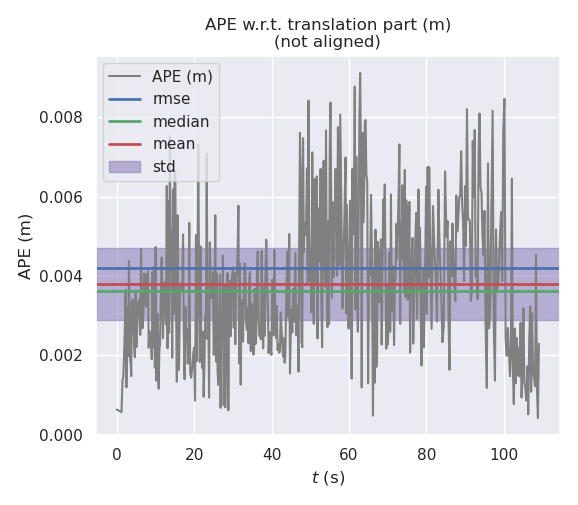 APE w.r.t. translation part (m)
(not aligned)
APE (m)
rmse
median
mean
std
APE (m)
0.008
0.006
0.004
0.002
0.000
0
20
40
60
80
100
t (s)